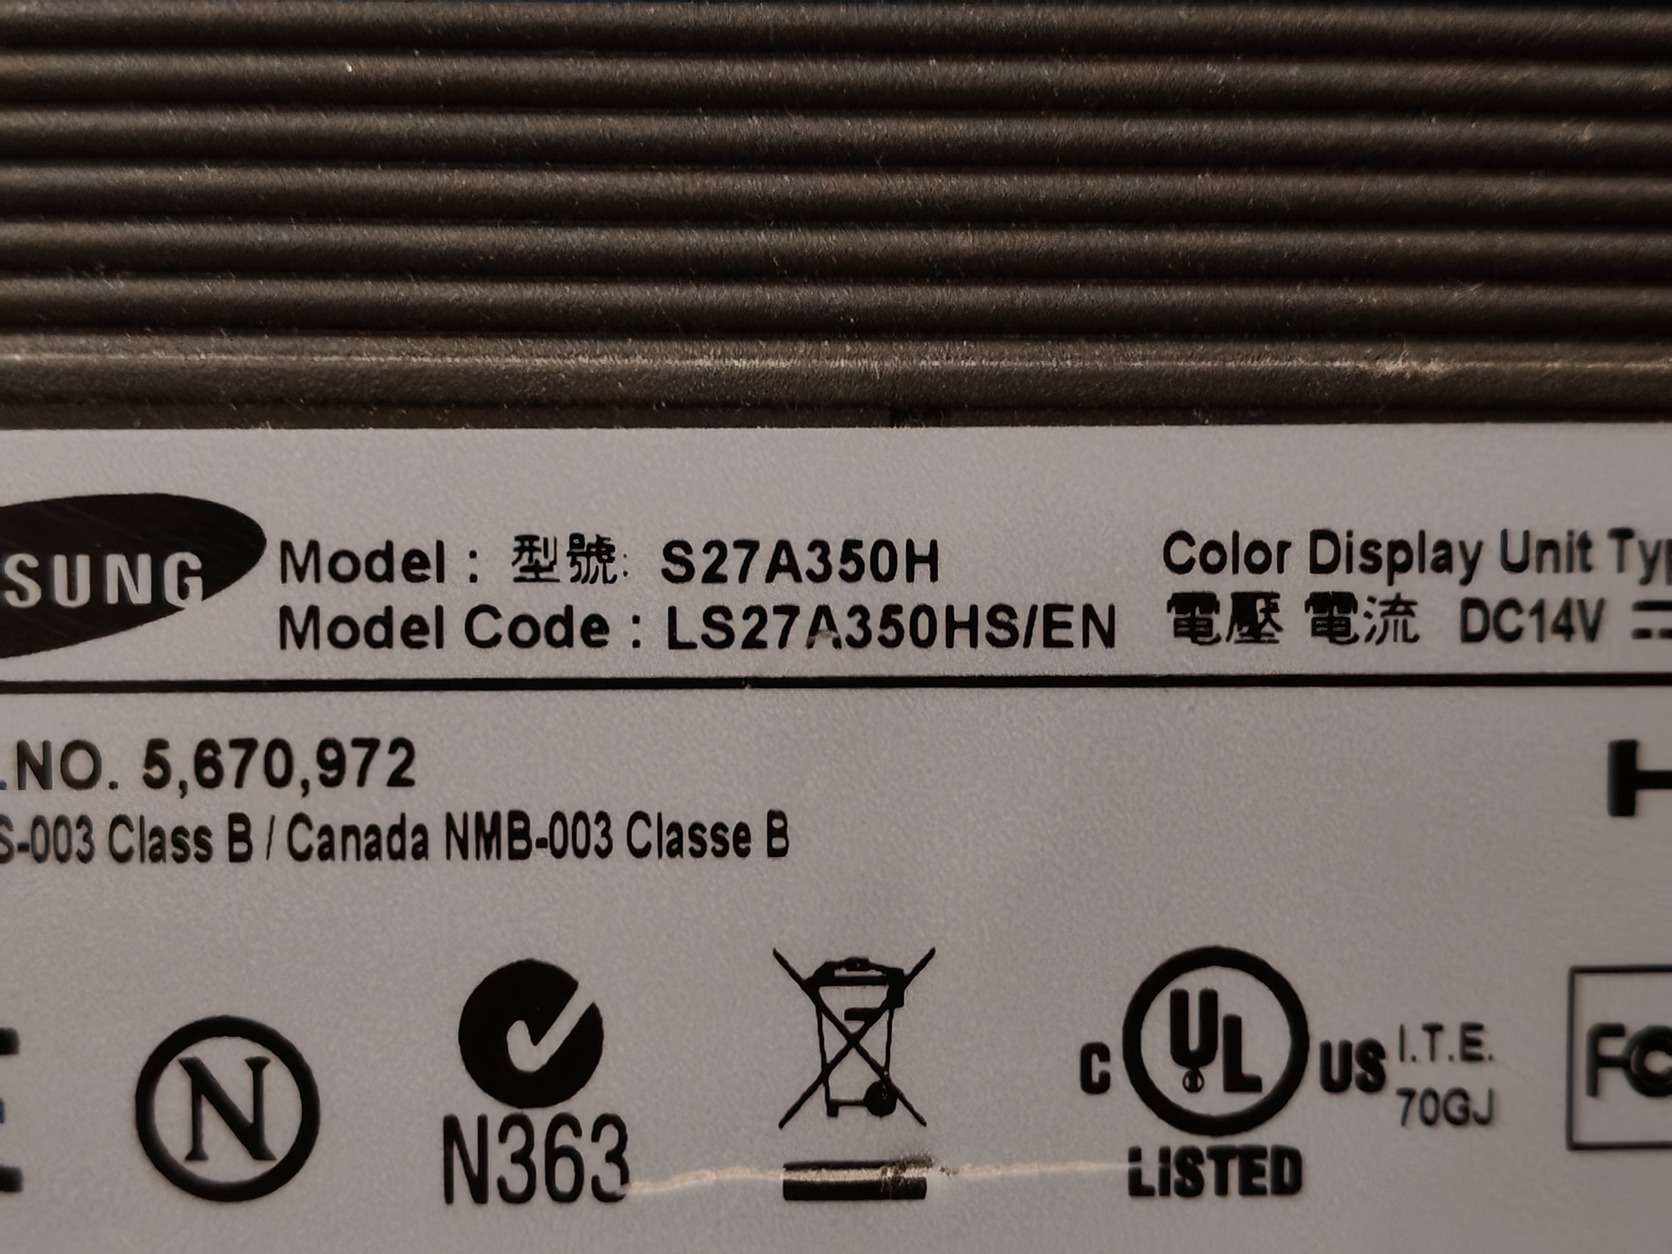 SUNG
Model : 型號: S27A350H
Model Code : LS27A350HS/EN
Color Display Unit Typ
電壓 電流 DC14V
.NO. 5,670,972
S-003 Class B / Canada NMB-003 Classe B
N
N363
C UL US
LISTED
I.T.E.
70GJ
FC